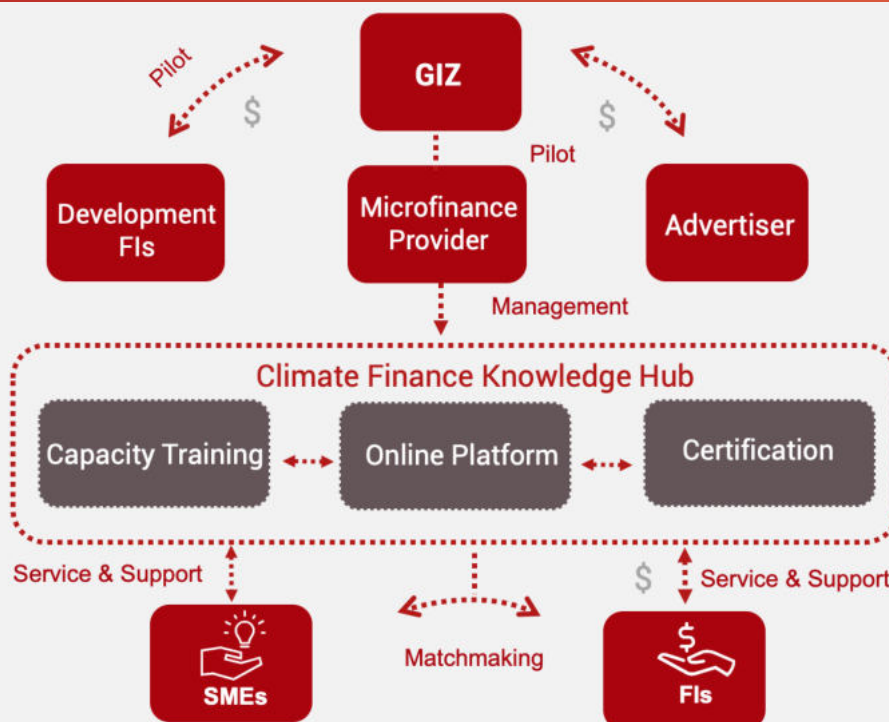 Pilot
GIZ
$
$
Pilot
Development
FIs
Microfinance
Provider
Advertiser
Management
Climate Finance Knowledge Hub
Capacity Training
Online Platform
Certification
Service & Support
$
Service & Support
$
Matchmaking
SMEs
FIs